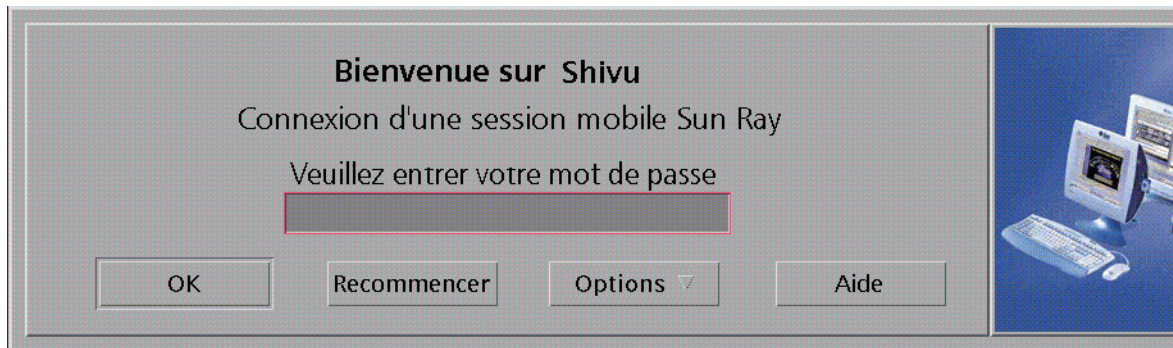 Bienvenue sur Shivu
Connexion d'une session mobile Sun Ray
Veuillez entrer votre mot de passe
OK Recommencer Options Aide